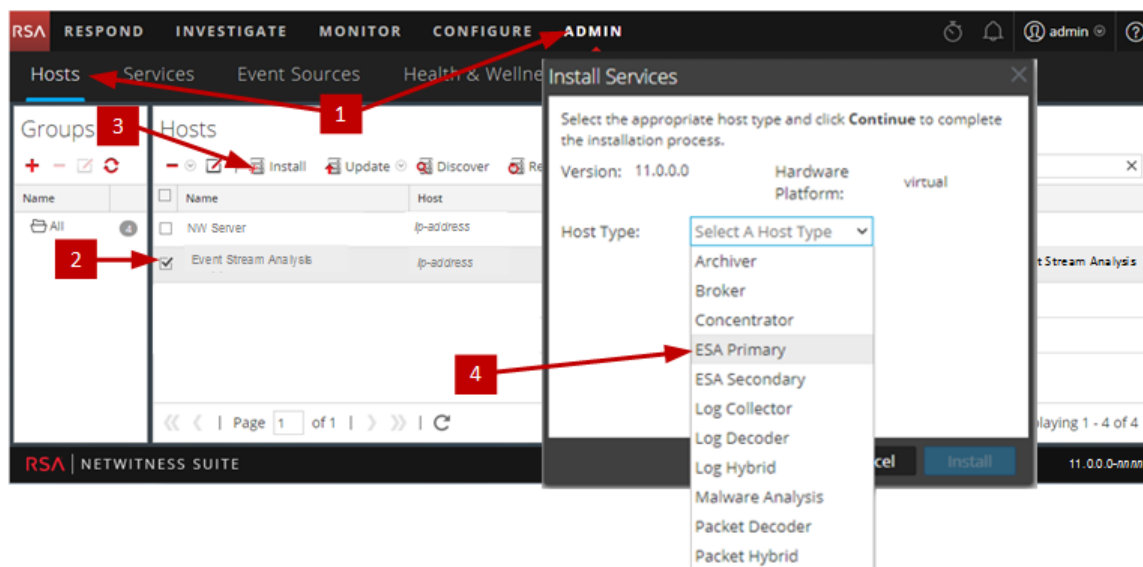 RSA RESPOND INVESTIGATE MONITOR CONFIGURE ADMIN admin
Hosts Services Event Sources Health & Wellne
1
Groups
3
Hosts
Install Update Discover Re
Name
Name Host
All 4
NW Server ip-address
2
Event Stream Analysis ip-address
t Stream Analysis
Page 1 of 1
playing 1 - 4 of 4
RSA NETWITNESS SUITE
11.0.0.0-nnnn
Install Services
Select the appropriate host type and click Continue to complete
the installation process.
Version: 11.0.0.0 Hardware
Platform: virtual
Host Type: Select A Host Type
Archiver
Broker
Concentrator
4
ESA Primary
ESA Secondary
Log Collector
Log Decoder
Log Hybrid
Malware Analysis
Packet Decoder
Packet Hybrid
cel Install